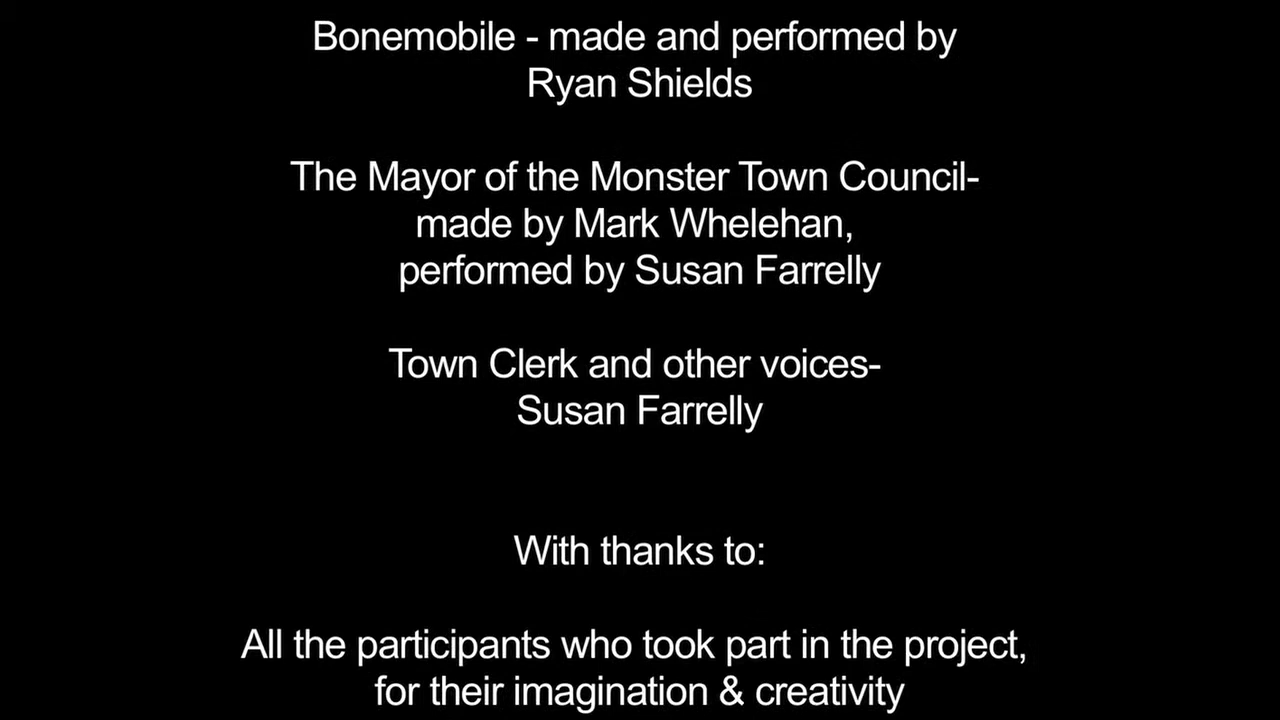 Bonemobile - made and performed by
Ryan Shields
The Mayor of the Monster Town Council-
made by Mark Whelehan,
performed by Susan Farrelly
Town Clerk and other voices-
Susan Farrelly
With thanks to:
All the participants who took part in the project,
for their imagination & creativity